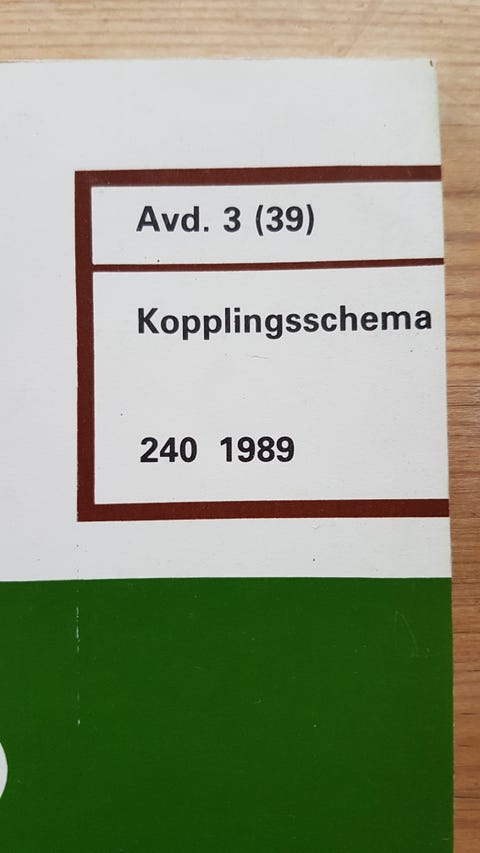 Avd. 3 (39)
Kopplingsschema
240 1989